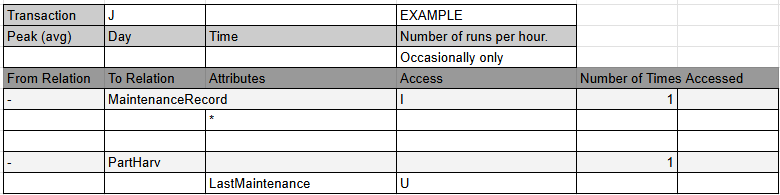 Transaction J EXAMPLE
Peak (avg) Day Time Number of runs per hour.
Occasionally only
From Relation To Relation Attributes Access Number of Times Accessed
- MaintenanceRecord I 1
*
- PartHarv 1
LastMaintenance U